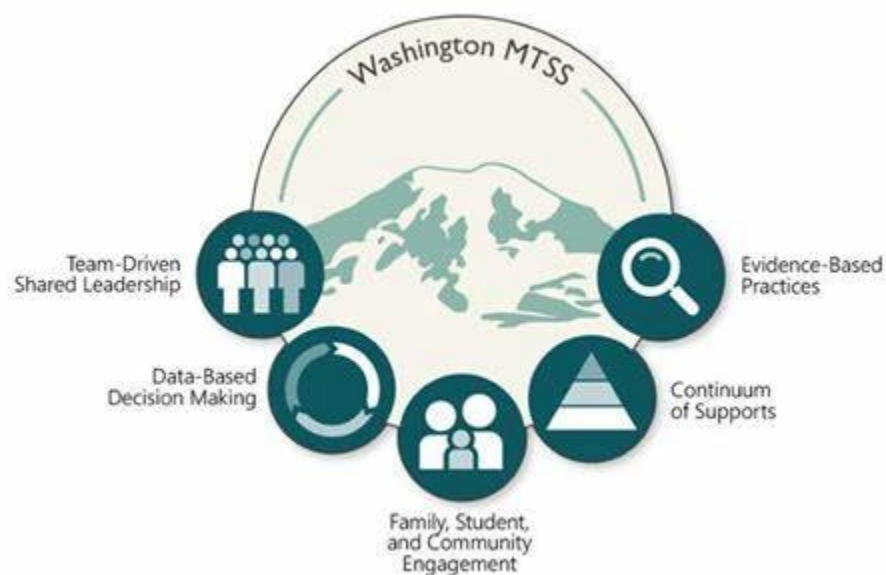 Washington MTSS
Team-Driven
Shared Leadership
Evidence-Based
Practices
Data-Based
Decision Making
Continuum
of Supports
Family, Student,
and Community
Engagement